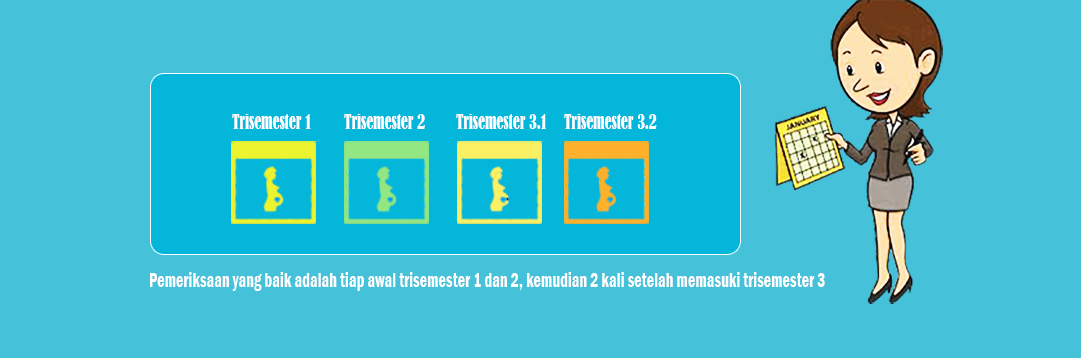 Trisemester 1
Trisemester 2
Trisemester 3.1
Trisemester 3.2
JANUARY
Pemeriksaan yang baik adalah tiap awal trisemester 1 dan 2, kemudian 2 kali setelah memasuki trisemester 3